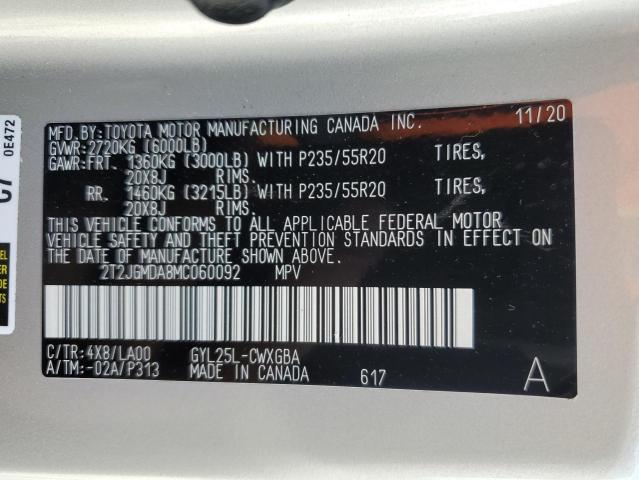 MFD.BY:TOYOTA MOTOR MANUFACTURING CANADA INC. 11/20
GVWR:2720KG (6000LB)
GAWR:FRT. 1360KG (3000LB) WITH P235/55R20 TIRES,
20X8J RIMS.
RR. 1460KG (3215LB) WITH P235/55R20 TIRES,
20X8J RIMS.
THIS VEHICLE CONFORMS TO ALL APPLICABLE FEDERAL MOTOR
VEHICLE SAFETY AND THEFT PREVENTION STANDARDS IN EFFECT ON
THE DATE OF MANUFACTURE SHOWN ABOVE.
2T2JGMDA8MC060092 MPV
C/TR:4X8/LA00 GYL25L-CWXGBA
A/TM:-02A/P313 MADE IN CANADA 617 A
0E472